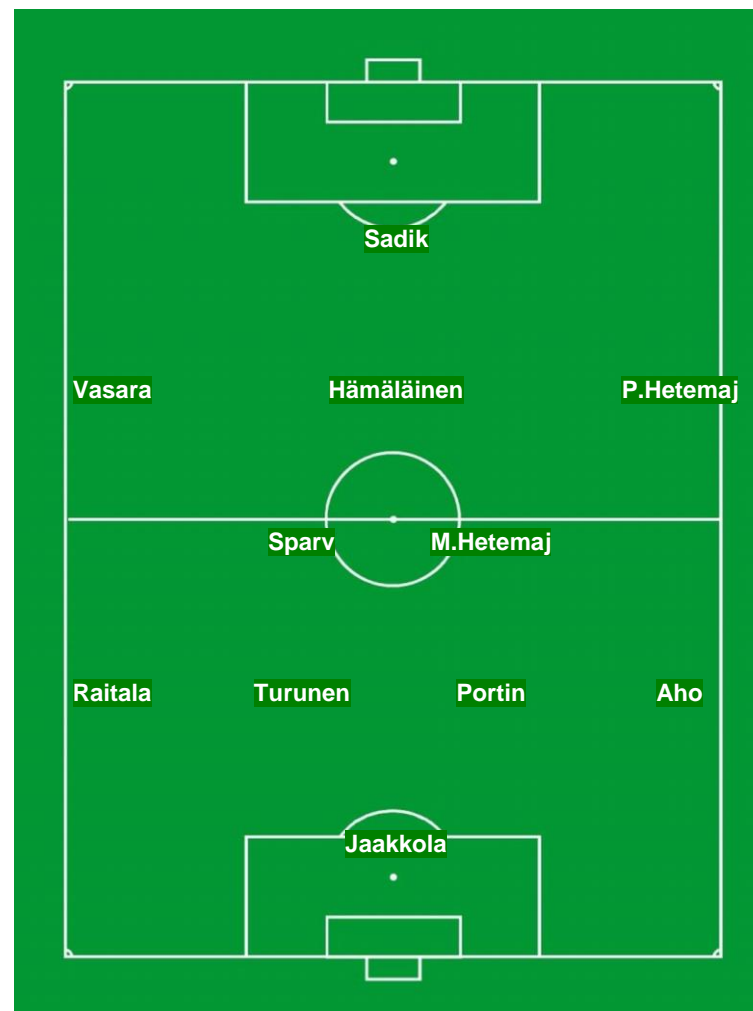 Sadik
Vasara Hämäläinen P.Hetemaj
Sparv M.Hetemaj
Raitala Turunen Portin Aho
Jaakkola